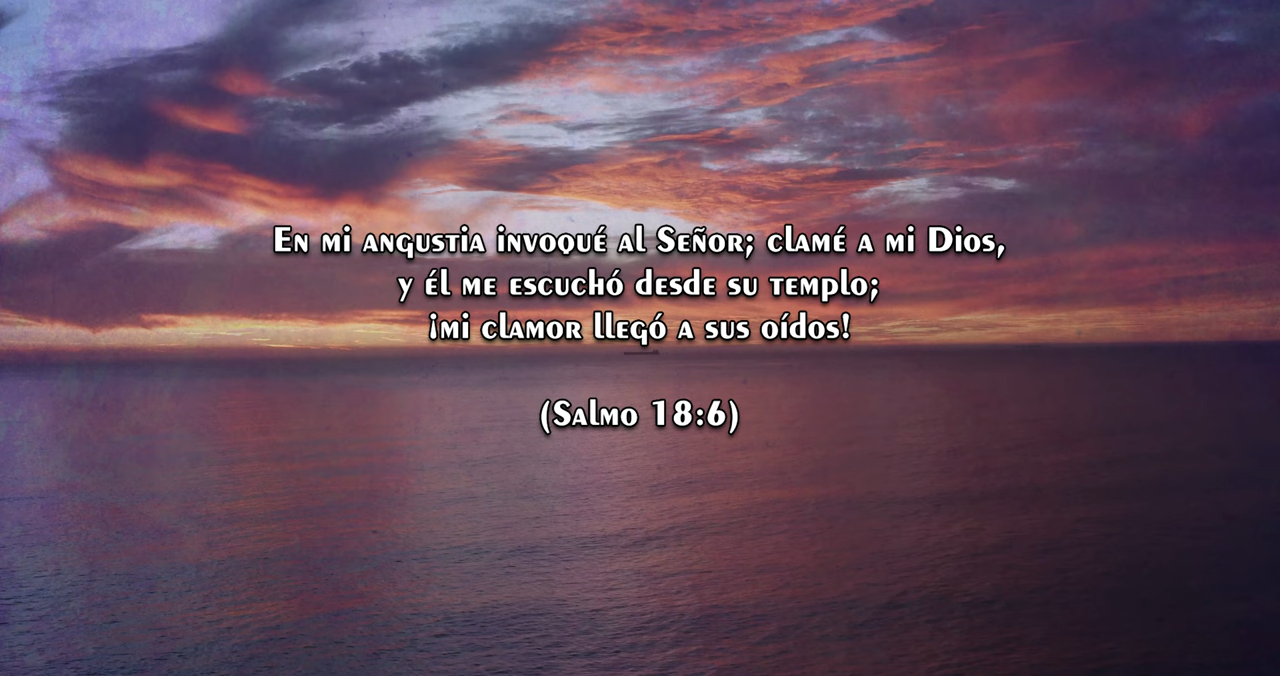 En mi angustia invoqué al Señor; clamé a mi Dios,
y él me escuchó desde su templo;
¡mi clamor llegó a sus oídos!
(Salmo 18:6)